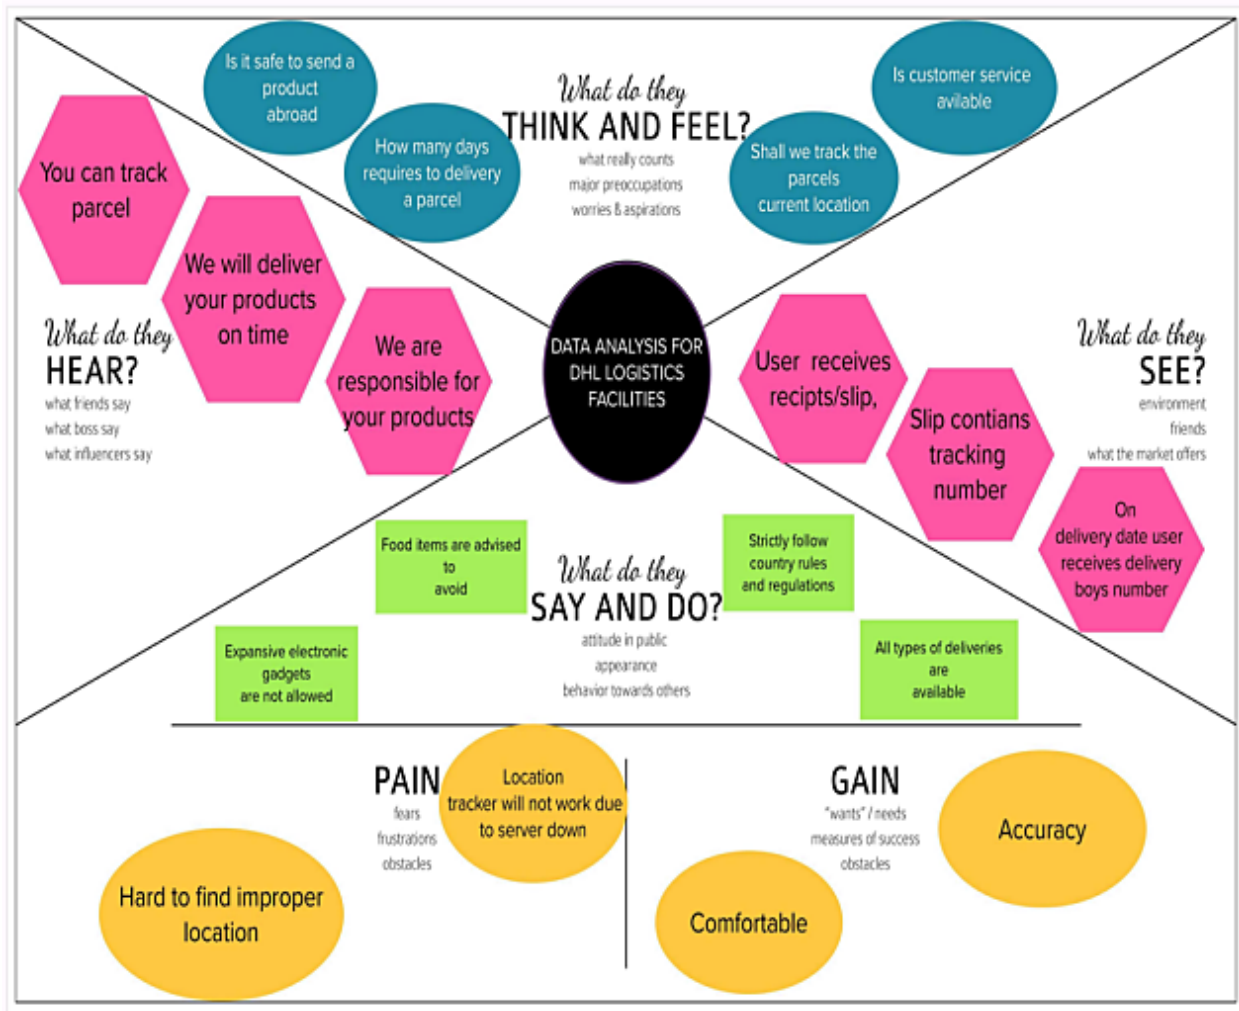 Is it safe to send a
product
abroad
How many days
requires to delivery
a parcel
What do they
THINK AND FEEL?
what really counts
major preoccupations
worries & aspirations
Shall we track the
parcels
current location
Is customer service
avilable
You can track
parcel
We will deliver
your products
on time
We are
responsible for
your products
What do they
HEAR?
what friends say
what boss say
what influencers say
DATA ANALYSIS FOR
DHL LOGISTICS
FACILITIES
User receives
recipts/slip,
Slip contians
tracking
number
On
delivery date user
receives delivery
boys number
What do they
SEE?
environment
friends
what the market offers
Food items are advised
to
avoid
Expansive electronic
gadgets
are not allowed
What do they
SAY AND DO?
attitude in public
appearance
behavior towards others
Strictly follow
country rules
and regulations
All types of deliveries
are
available
PAIN
fears
frustrations
obstacles
Location
tracker will not work due
to server down
Hard to find improper
location
GAIN
"wants" / needs
measures of success
obstacles
Comfortable
Accuracy